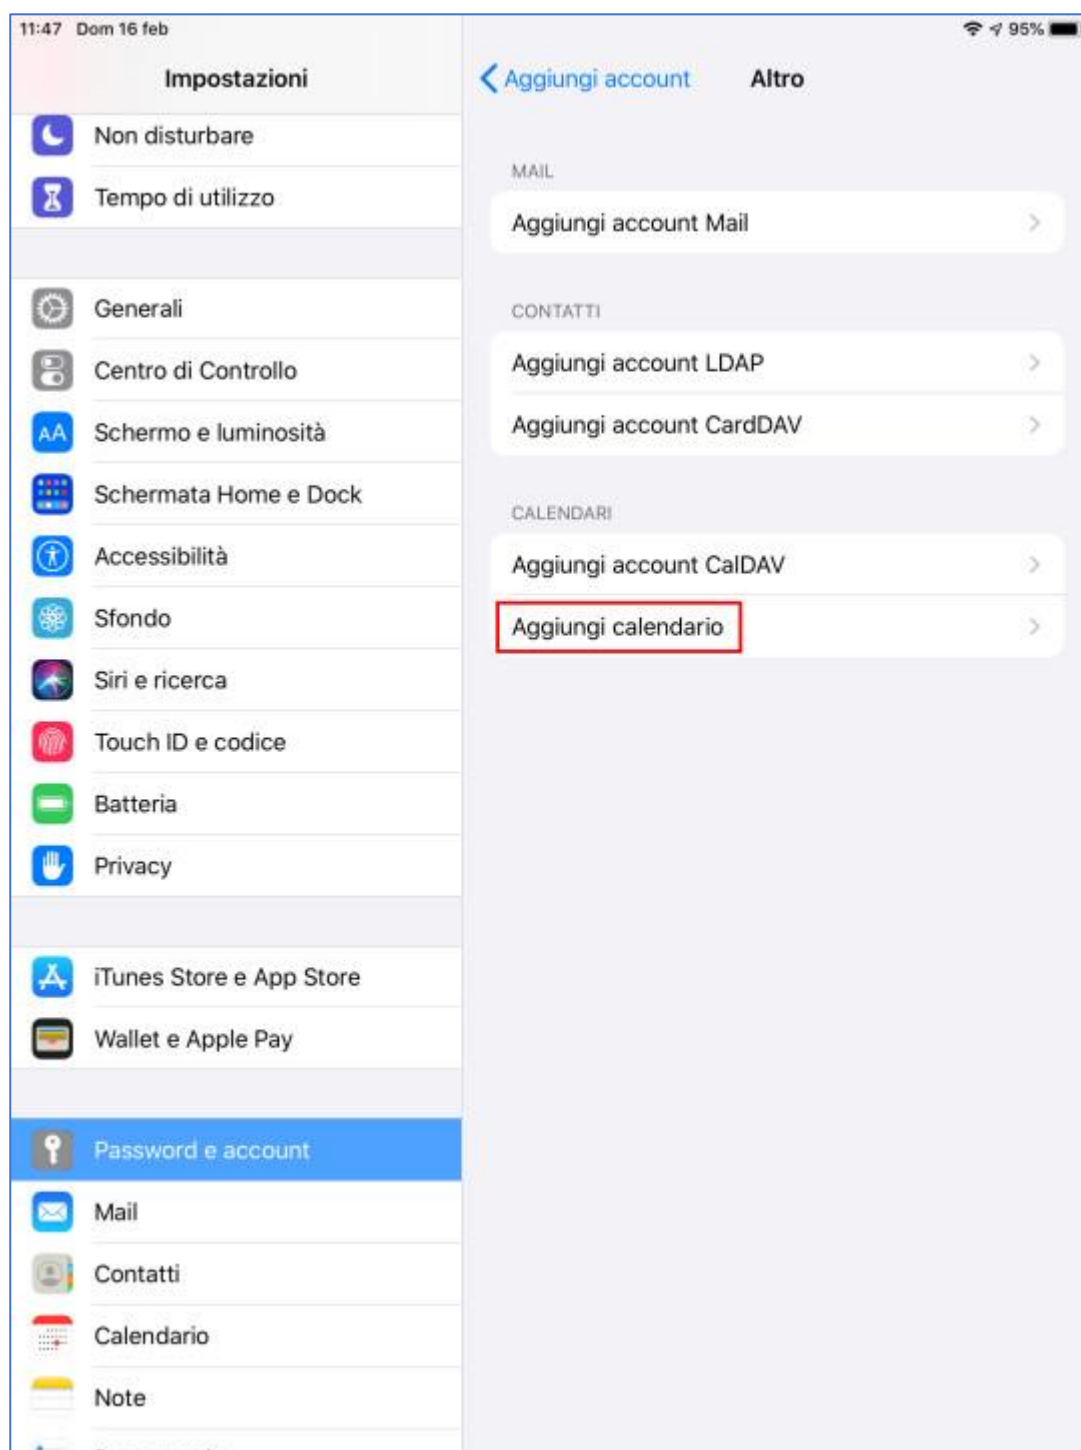 11:47 Dom 16 feb
95%
Impostazioni
Non disturbare
Tempo di utilizzo
Generali
Centro di Controllo
AA Schermo e luminosità
Schermata Home e Dock
Accessibilità
Sfondo
Siri e ricerca
Touch ID e codice
Batteria
Privacy
iTunes Store e App Store
Wallet e Apple Pay
Password e account
Mail
Contatti
Calendario
Note
Aggiungi account Altro
MAIL
Aggiungi account Mail
CONTATTI
Aggiungi account LDAP
Aggiungi account CardDAV
CALENDARI
Aggiungi account CalDAV
Aggiungi calendario